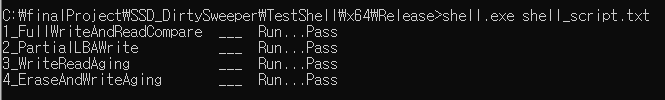 C:₩finalProject₩SSD_DirtySweeper₩TestShell₩x64₩Release>shell.exe shell_script.txt
1_FullWriteAndReadCompare  ___  Run...Pass
2_PartialLBAWrite          ___  Run...Pass
3_WriteReadAging           ___  Run...Pass
4_EraseAndWriteAging       ___  Run...Pass